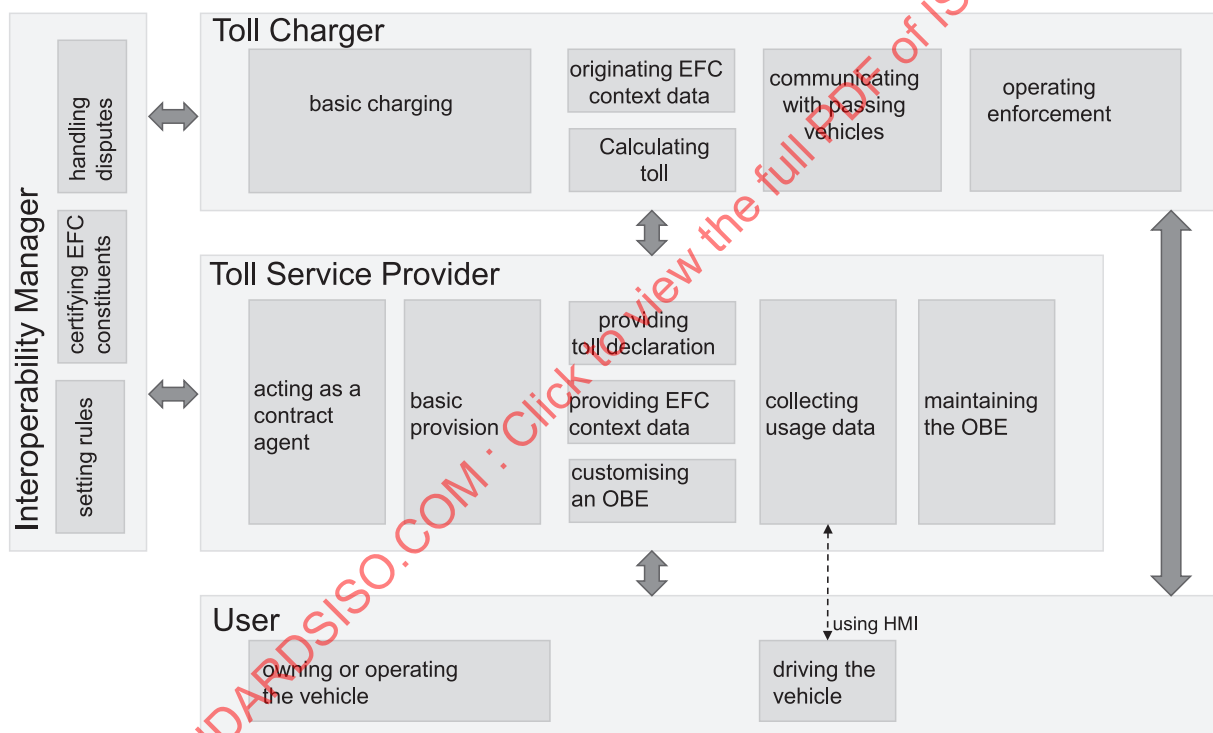 Interoperability Manager
handling
disputes
certifying EFC
constituents
setting rules
Toll Charger
basic charging
originating EFC
context data
Calculating
toll
communicating
with passing
vehicles
operating
enforcement
Toll Service Provider
acting as a
contract
agent
basic
provision
providing
toll declaration
providing EFC
context data
customising
an OBE
collecting
usage data
maintaining
the OBE
using HMI
User
owning or operating
the vehicle
driving the
vehicle
NDARDSISO.COM : Click to view the full PDF of IS